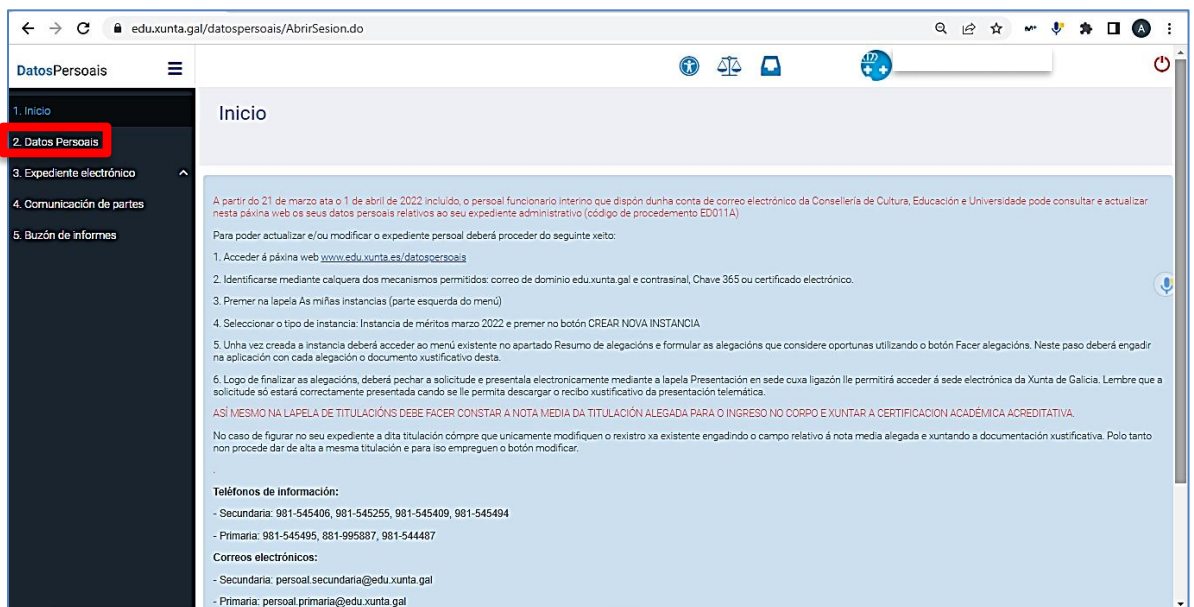 edu.xunta.gal/datospersoais/AbrirSesion.do
A
DatosPersoais
1. Inicio
2. Datos Persoais
3. Expediente electrónico
4. Comunicación de partes
5. Buzón de informes
Inicio
A partir do 21 de marzo ata o 1 de abril de 2022 incluído, o persoal funcionario interino que dispón dunha conta de correo electrónico da Consellería de Cultura, Educación e Universidade pode consultar e actualizar
nesta páxina web os seus datos persoais relativos ao seu expediente administrativo (código de procedemento ED011A)
Para poder actualizar e/ou modificar o expediente persoal deberá proceder do seguinte xeito:
1. Acceder á páxina web www.edu.xunta.es/datospersoais
2. Identificarse mediante calquera dos mecanismos permitidos: correo de dominio edu.xunta.gal e contrasinal, Chave 365 ou certificado electrónico.
3. Premer na lapela As miñas instancias (parte esquerda do menú)
4. Seleccionar o tipo de instancia: Instancia de méritos marzo 2022 e premer no botón CREAR NOVA INSTANCIA
5. Unha vez creada a instancia deberá acceder ao menú existente no apartado Resumo de alegacións e formular as alegacións que considere oportunas utilizando o botón Facer alegacións. Neste paso deberá engadir
na aplicación con cada alegación o documento xustificativo desta.
6. Logo de finalizar as alegacións, deberá pechar a solicitude e presentala electronicamente mediante a lapela Presentación en sede cuxa ligazón lle permitirá acceder á sede electrónica da Xunta de Galicia. Lembre que a
solicitude só estará correctamente presentada cando se lle permita descargar o recibo xustificativo da presentación telemática.
ASÍ MESMO NA LAPELA DE TITULACIÓNS DEBE FACER CONSTAR A NOTA MEDIA DA TITULACIÓN ALEGADA PARA O INGRESO NO CORPO E XUNTAR A CERTIFICACION ACADÉMICA ACREDITATIVA.
No caso de figurar no seu expediente a dita titulación cómpre que unicamente modifiquen o rexistro xa existente engadindo o campo relativo á nota media alegada e xuntando a documentación xustificativa. Polo tanto
non procede dar de alta a mesma titulación e para iso empreguen o botón modificar.
.
Teléfonos de información:
- Secundaria: 981-545406, 981-545255, 981-545409, 981-545494
- Primaria: 981-545495, 881-995887, 981-544487
Correos electrónicos:
- Secundaria: persoal.secundaria@edu.xunta.gal
- Primaria: persoal.primaria@edu.xunta.gal